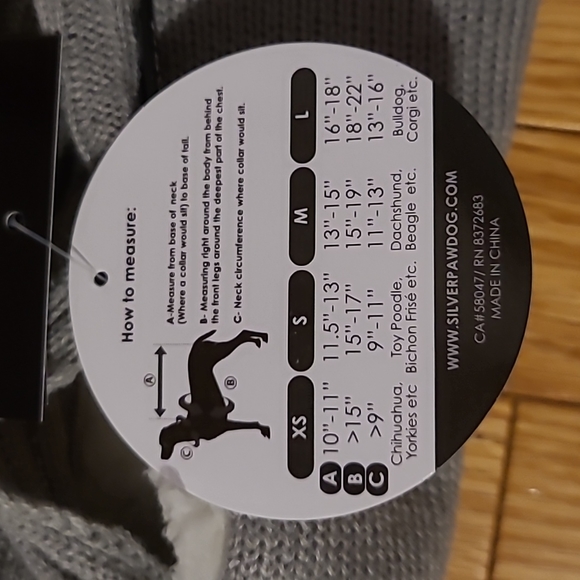 How to measure:
A-Measure from base of neck
(Where a collar would sit) to base of tail.
B- Measuring right around the body from behind
the front legs around the deepest part of the chest.
C- Neck circumference where collar would sit.
A
B
C
XS S M L
A 10"-11" 11.5"-13" 13"-15" 16"-18"
B >15" 15"-17" 15"-19" 18"-22"
C >9" 9"-11" 11"-13" 13"-16"
Chihuahua, Toy Poodle, Dachshund, Bulldog,
Yorkies etc Bichon Frisé etc. Beagle etc. Corgi etc.
WWW.SILVERPAWDOG.COM
CA#58047/ RN 8372683
MADE IN CHINA